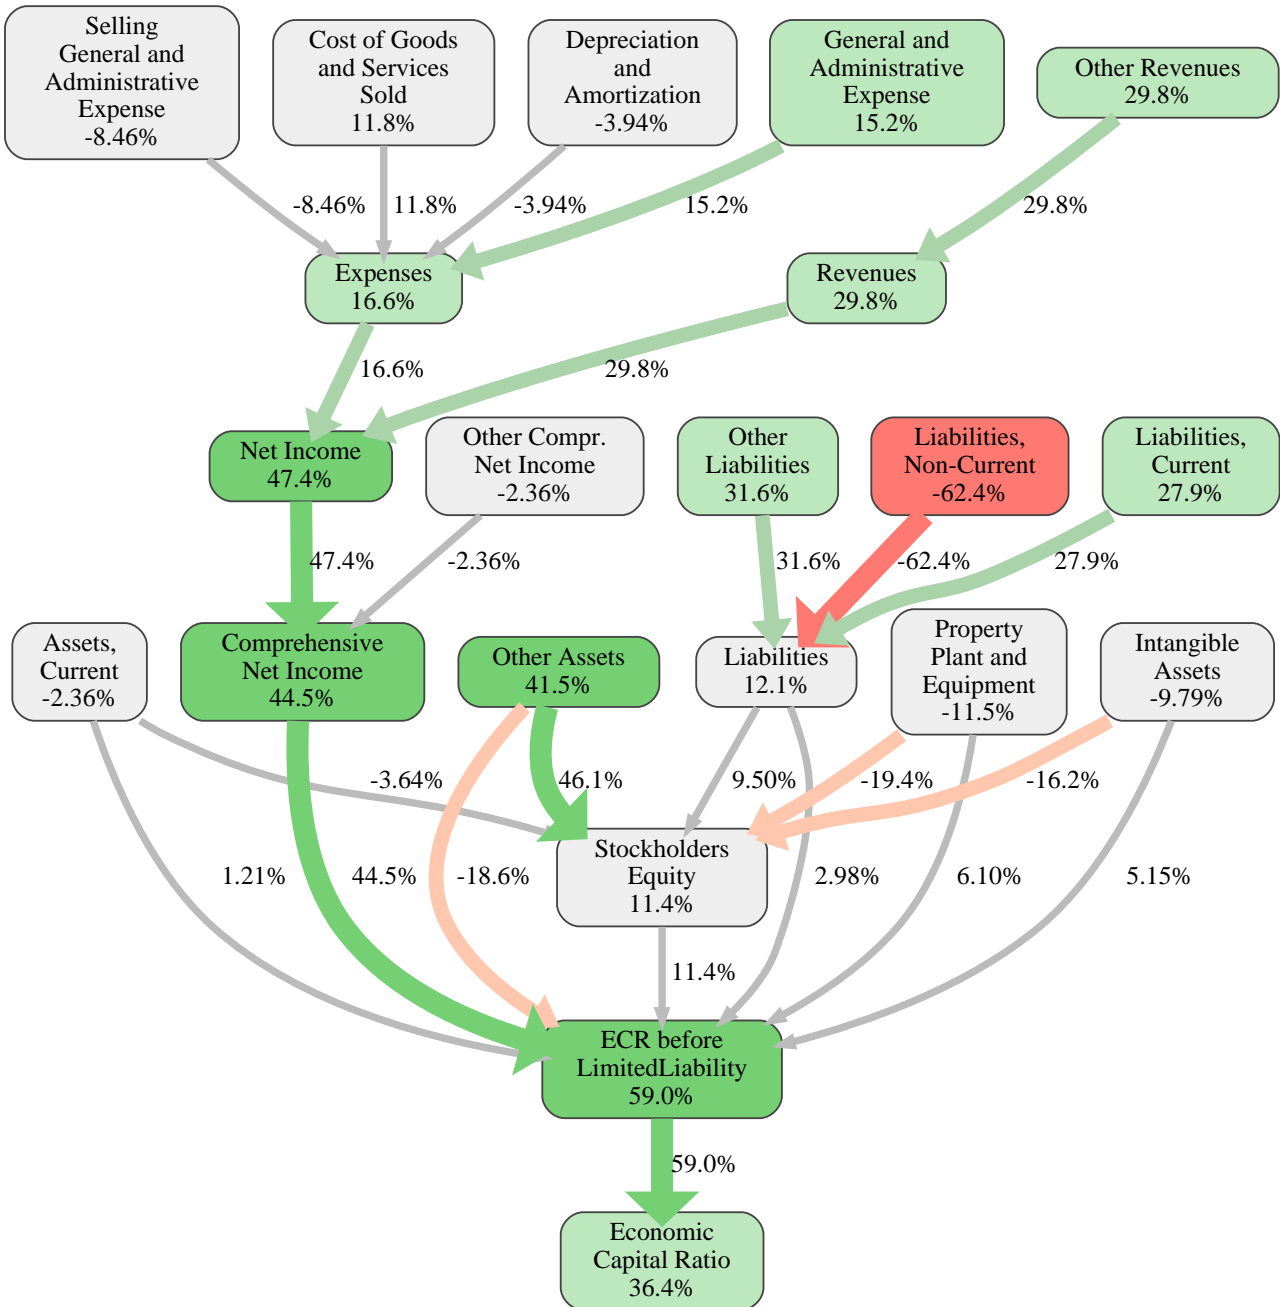 Selling
General and
Administrative
Expense
-8.46%
Cost of Goods
and Services
Sold
11.8%
Depreciation
and
Amortization
-3.94%
General and
Administrative
Expense
15.2%
Other Revenues
29.8%
-8.46%
11.8%
-3.94%
15.2%
29.8%
Expenses
16.6%
Revenues
29.8%
16.6%
29.8%
Net Income
47.4%
Other Compr.
Net Income
-2.36%
Other
Liabilities
31.6%
Liabilities,
Non-Current
-62.4%
Liabilities,
Current
27.9%
47.4%
-2.36%
31.6%
-62.4%
27.9%
Assets,
Current
-2.36%
Comprehensive
Net Income
44.5%
Other Assets
41.5%
Liabilities
12.1%
Property
Plant and
Equipment
-11.5%
Intangible
Assets
-9.79%
-3.64%
46.1%
9.50%
-19.4%
-16.2%
Stockholders
Equity
11.4%
1.21%
44.5%
-18.6%
2.98%
6.10%
5.15%
11.4%
ECR before
LimitedLiability
59.0%
59.0%
Economic
Capital Ratio
36.4%